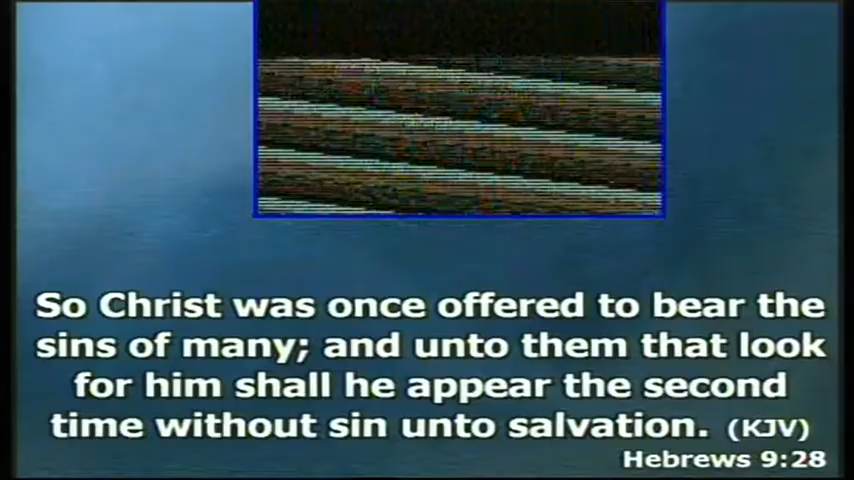 So Christ was once offered to bear the
sins of many; and unto them that look
for him shall he appear the second
time without sin unto salvation. (KJV)
Hebrews 9:28